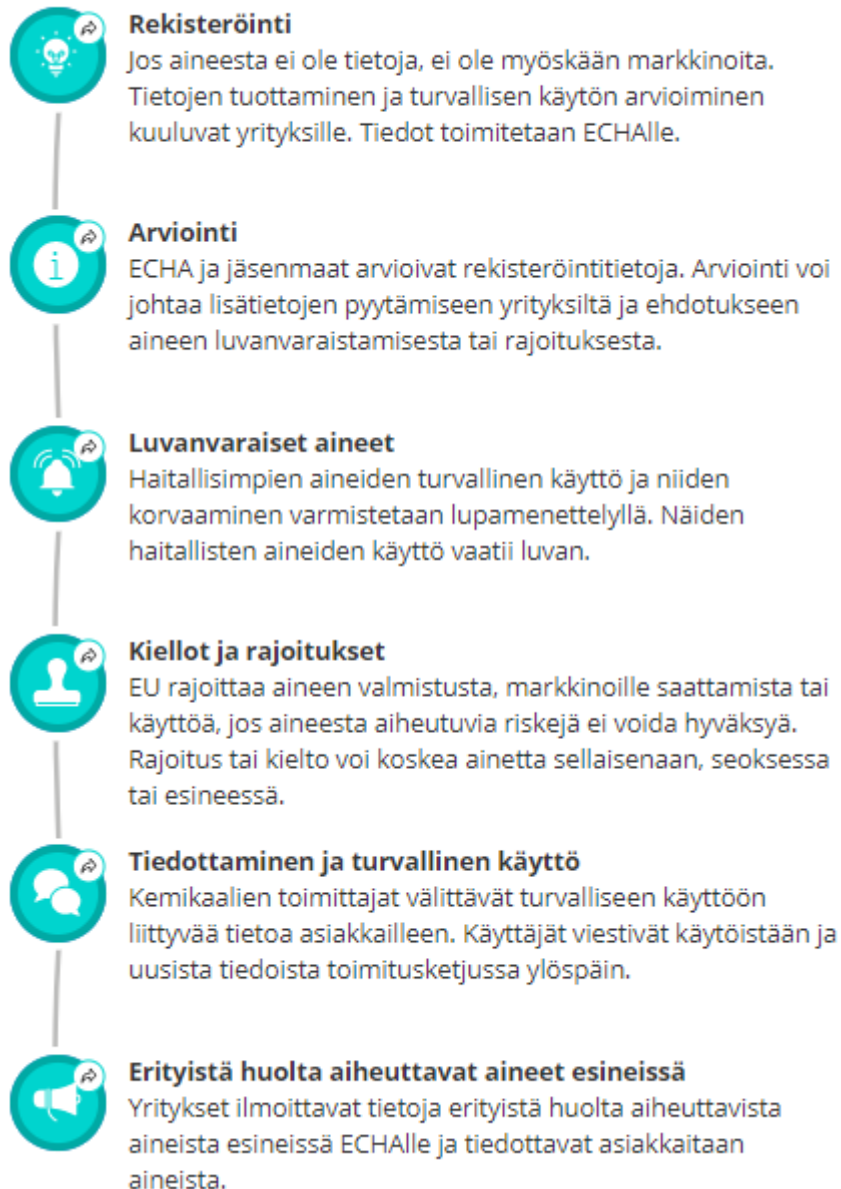 Rekisteröinti
Jos aineesta ei ole tietoja, ei ole myöskään markkinoita.
Tietojen tuottaminen ja turvallisen käytön arvioiminen
kuuluvat yrityksille. Tiedot toimitetaan ECHAlle.
Arviointi
ECHA ja jäsenmaat arvioivat rekisteröintitietoja. Arviointi voi
johtaa lisätietojen pyytämiseen yrityksiltä ja ehdotukseen
aineen luvanvaraistamisesta tai rajoituksesta.
Luvanvaraiset aineet
Haitallisimpien aineiden turvallinen käyttö ja niiden
korvaaminen varmistetaan lupamenettelyllä. Näiden
haitallisten aineiden käyttö vaatii luvan.
Kiellot ja rajoitukset
EU rajoittaa aineen valmistusta, markkinoille saattamista tai
käyttöä, jos aineesta aiheutuvia riskejä ei voida hyväksyä.
Rajoitus tai kielto voi koskea ainetta sellaisenaan, seoksessa
tai esineessä.
Tiedottaminen ja turvallinen käyttö
Kemikaalien toimittajat välittävät turvalliseen käyttöön
liittyvää tietoa asiakkailleen. Käyttäjät viestivät käytöistään ja
uusista tiedoista toimitusketjussa ylöspäin.
Erityistä huolta aiheuttavat aineet esineissä
Yritykset ilmoittavat tietoja erityistä huolta aiheuttavista
aineista esineissä ECHAlle ja tiedottavat asiakkaitaan
aineista.